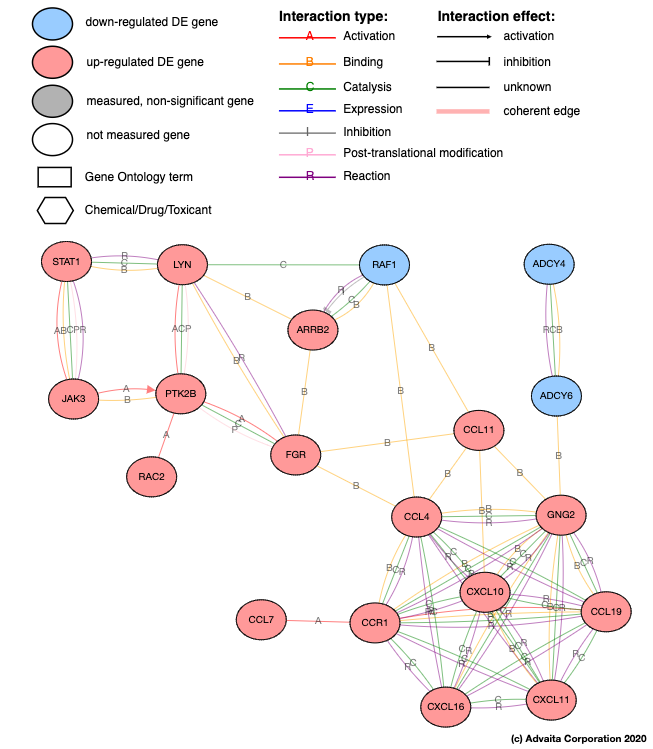 down-regulated DE gene
up-regulated DE gene
measured, non-significant gene
not measured gene
Gene Ontology term
Chemical/Drug/Toxicant
Interaction type:
A Activation
B Binding
C Catalysis
E Expression
I Inhibition
P Post-translational modification
R Reaction
Interaction effect:
activation
inhibition
unknown
coherent edge
STAT1
R
C
B
LYN
C
RAF1
ADCY4
B
R
I
C
B
ARRB2
ABCPR
ACP
RCB
B
B
R
B
B
JAK3
A
B
PTK2B
A
C
P
ADCY6
A
CCL11
B
FGR
B
B
B
B
RAC2
B
CCL4
B
R
C
R
GNG2
CXCL10
CCL19
CCL7
A
CCR1
CXCL16
C
R
CXCL11
(c) Advaita Corporation 2020